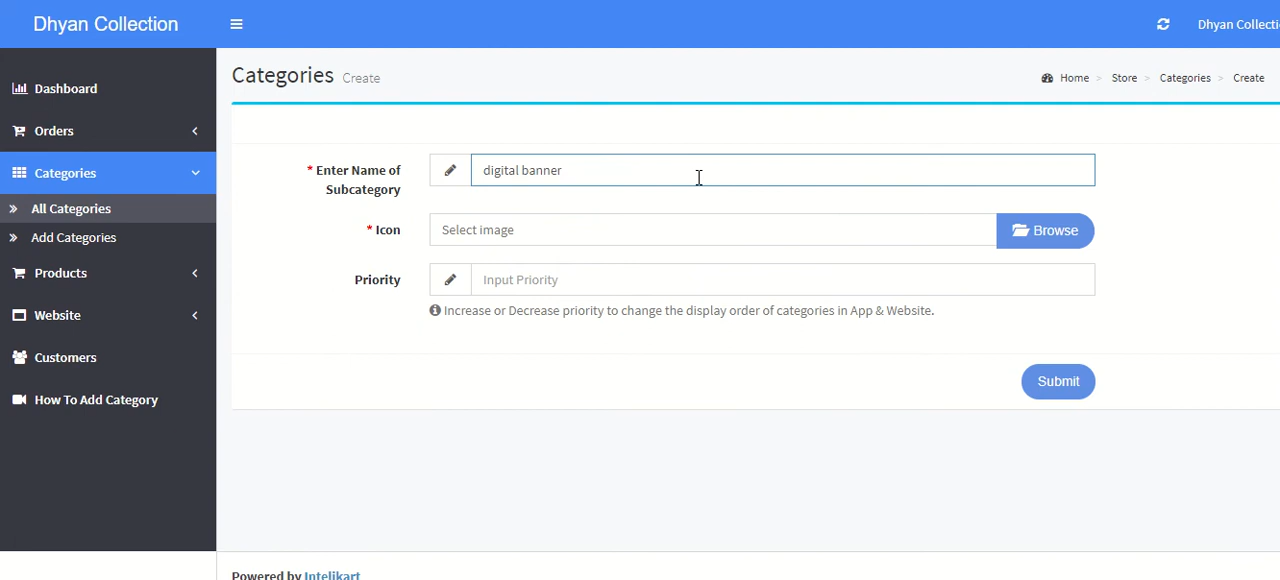 Dhyan Collection
Dhyan Collecti
Dashboard
Orders
Categories
All Categories
Add Categories
Products
Website
Customers
How To Add Category
Categories Create
Home > Store > Categories > Create
* Enter Name of
Subcategory
digital banner
* Icon
Select image
Browse
Priority
Input Priority
Increase or Decrease priority to change the display order of categories in App & Website.
Submit
Powered by Intelikart